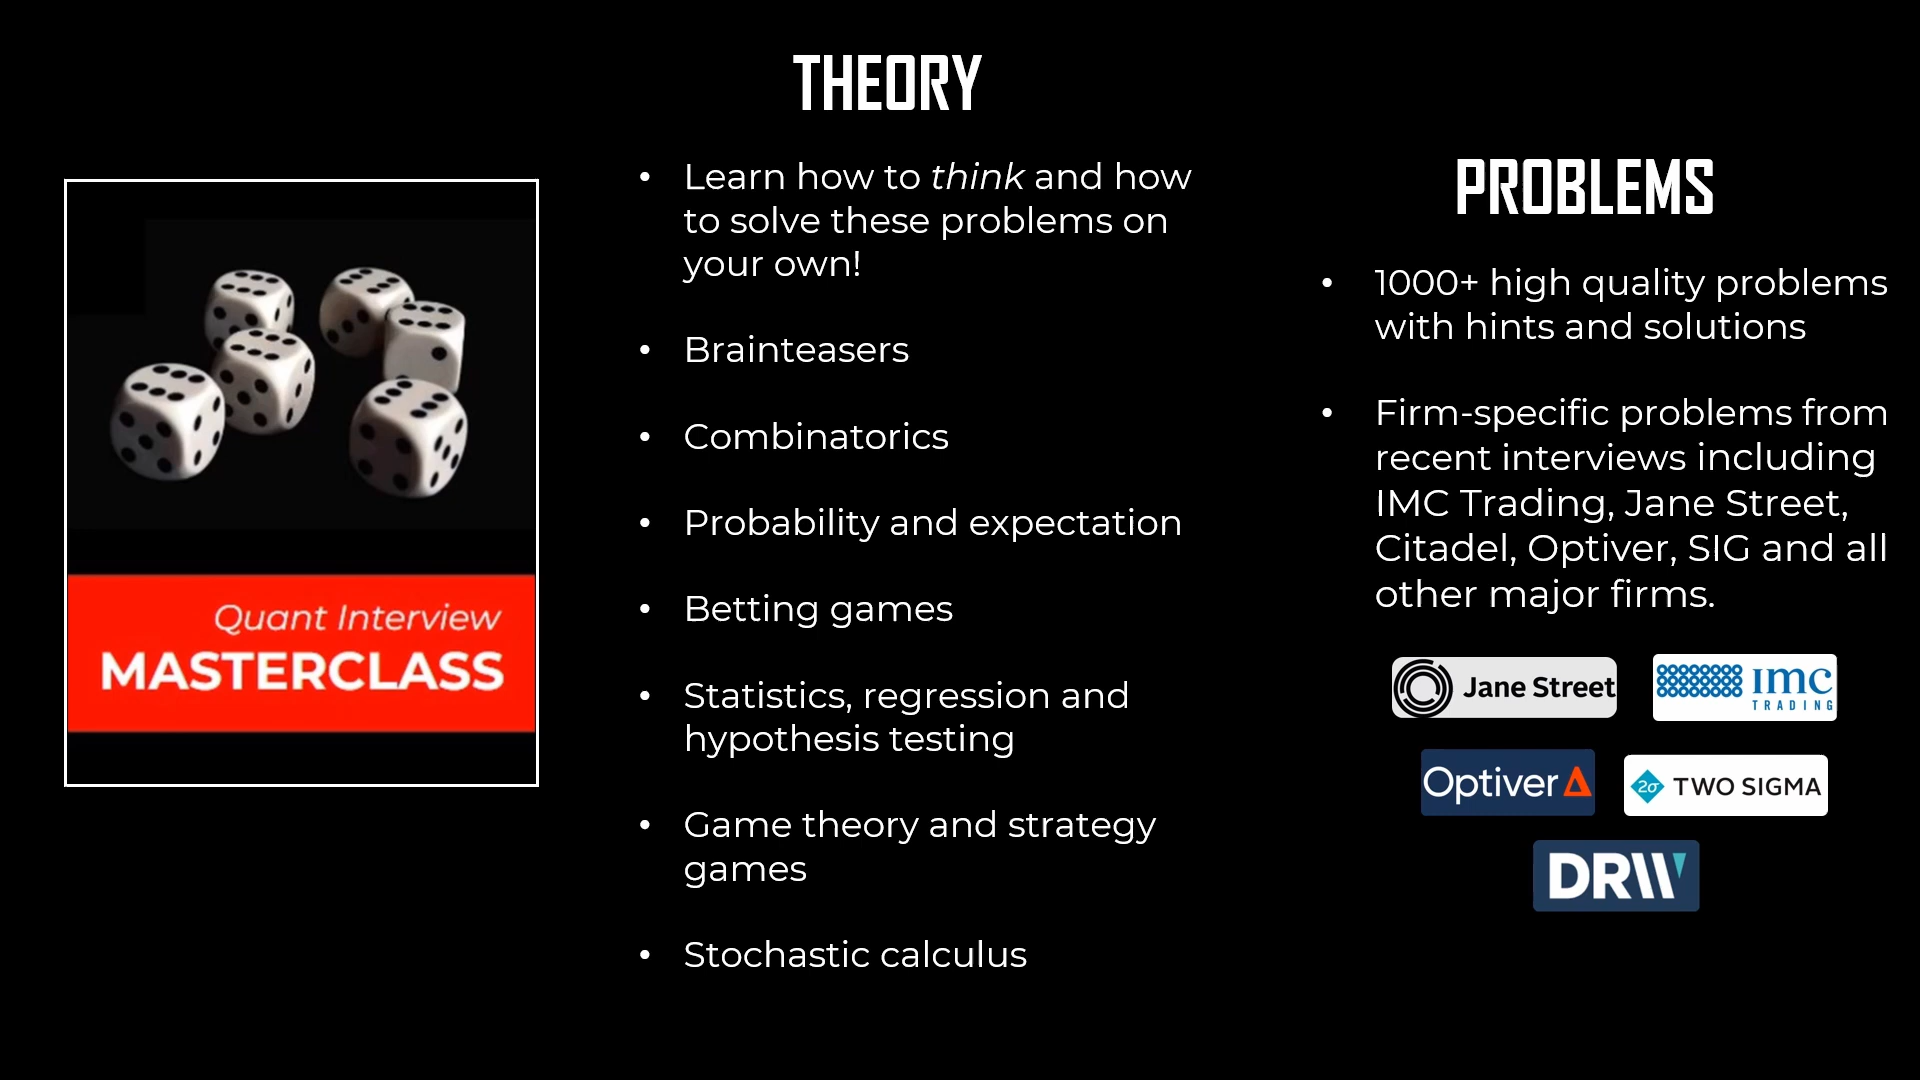 THEORY
• Learn how to think and how
to solve these problems on
your own!
• Brainteasers
• Combinatorics
• Probability and expectation
• Betting games
• Statistics, regression and
hypothesis testing
• Game theory and strategy
games
• Stochastic calculus
PROBLEMS
• 1000+ high quality problems
with hints and solutions
• Firm-specific problems from
recent interviews including
IMC Trading, Jane Street,
Citadel, Optiver, SIG and all
other major firms.
Jane Street
imc
TRADING
Optiver
2σ TWO SIGMA
DRW
Quant Interview
MASTERCLASS